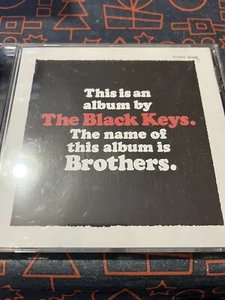 This is an
album by
The Black Keys.
The name of
this album is
Brothers.